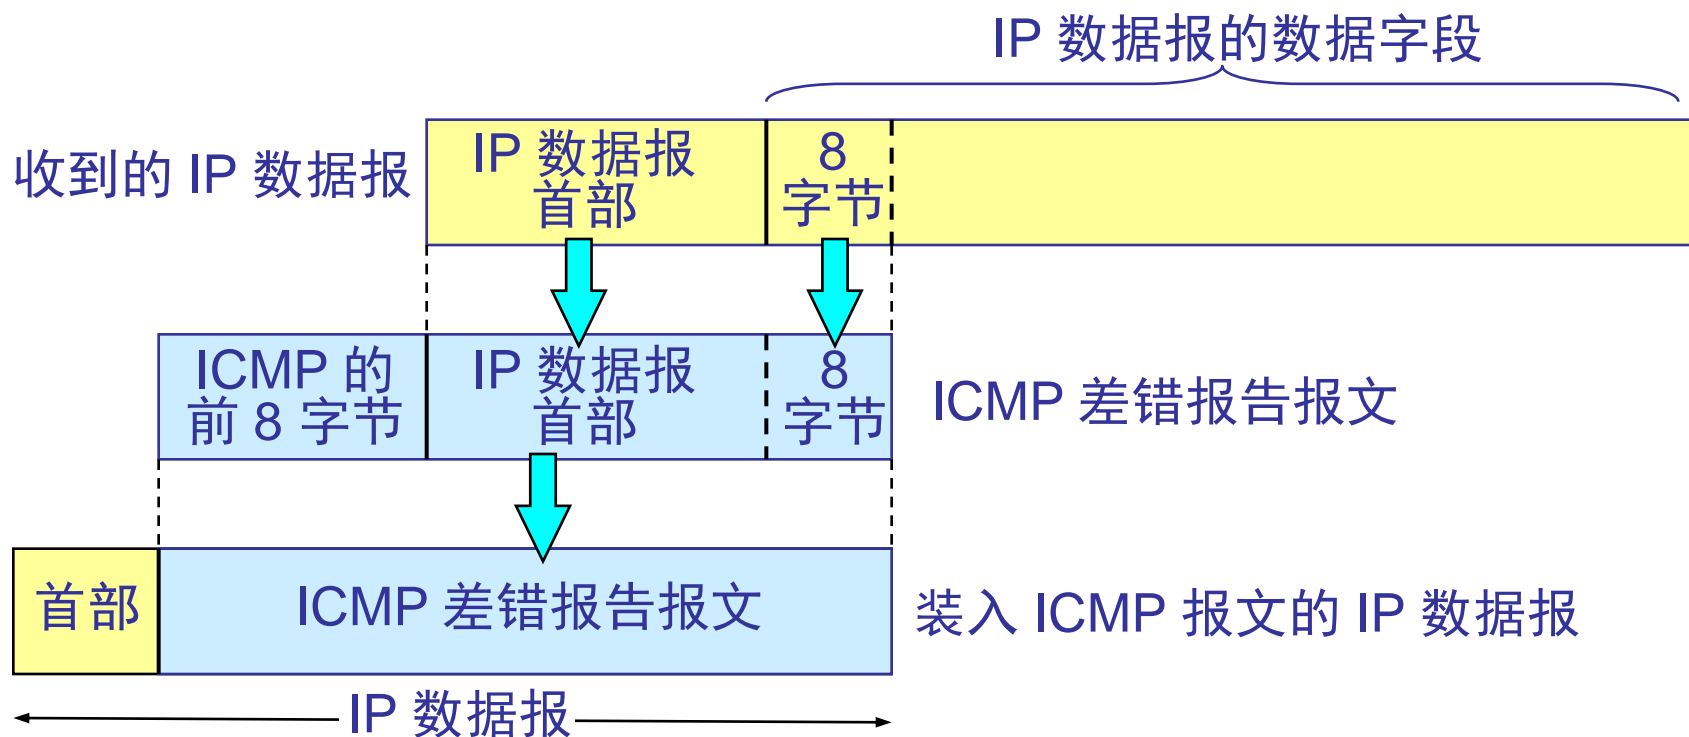 IP 数据报的数据字段
收到的 IP 数据报
IP 数据报
首部
8
字节
ICMP 的
前 8 字节
IP 数据报
首部
8
字节
ICMP 差错报告报文
首部
ICMP 差错报告报文
装入 ICMP 报文的 IP 数据报
IP 数据报